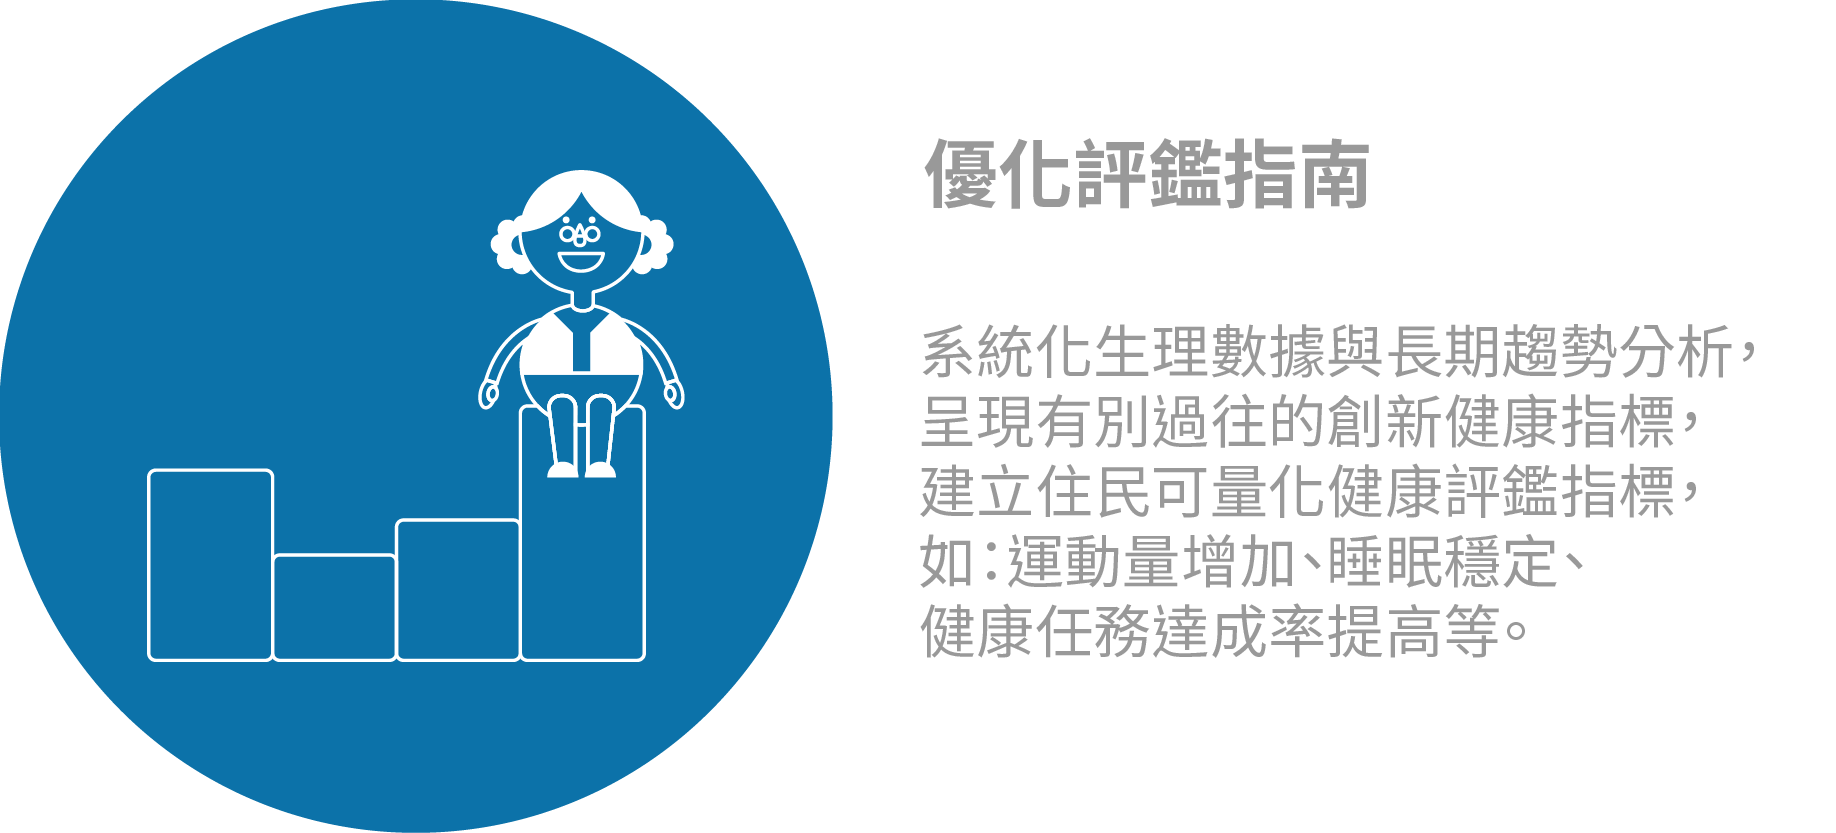 優化評鑑指南
系統化生理數據與長期趨勢分析，
呈現有別過往的創新健康指標，
建立住民可量化健康評鑑指標，
如：運動量增加、睡眠穩定、
健康任務達成率提高等。